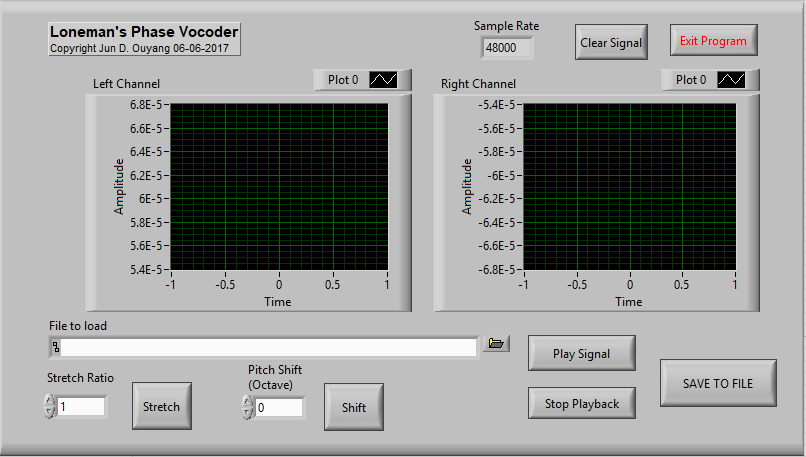 Loneman's Phase Vocoder
Copyright Jun D. Ouyang 06-06-2017
Sample Rate
48000
Clear Signal
Exit Program
Left Channel
Plot 0
Amplitude
6.8E-5
6.6E-5
6.4E-5
6.2E-5
6E-5
5.8E-5
5.6E-5
5.4E-5
-1
-0.5
0
0.5
1
Time
Right Channel
Plot 0
Amplitude
-5.4E-5
-5.6E-5
-5.8E-5
-6E-5
-6.2E-5
-6.4E-5
-6.6E-5
-6.8E-5
-1
-0.5
0
0.5
1
Time
File to load
Play Signal
Stretch Ratio
1
Stretch
Pitch Shift
(Octave)
0
Shift
Stop Playback
SAVE TO FILE